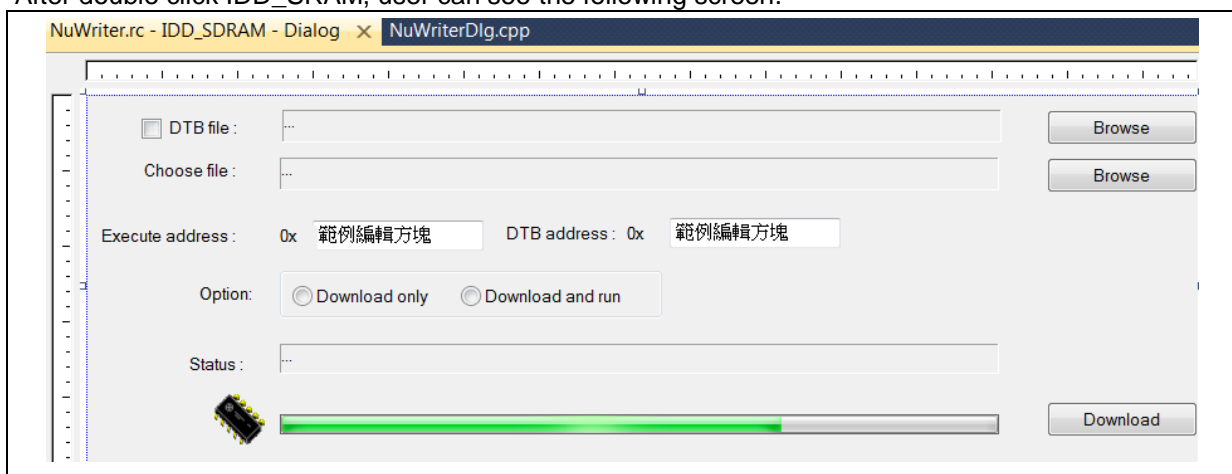 After double click IDD_SRAM, user can see the following screen.
NuWriter.rc - IDD_SDRAM - Dialog × NuWriterDlg.cpp
DTB file : ... Browse
Choose file : ... Browse
Execute address : 0x 範例編輯方塊 DTB address : 0x 範例編輯方塊
Option: Download only Download and run
Status : ...
Download